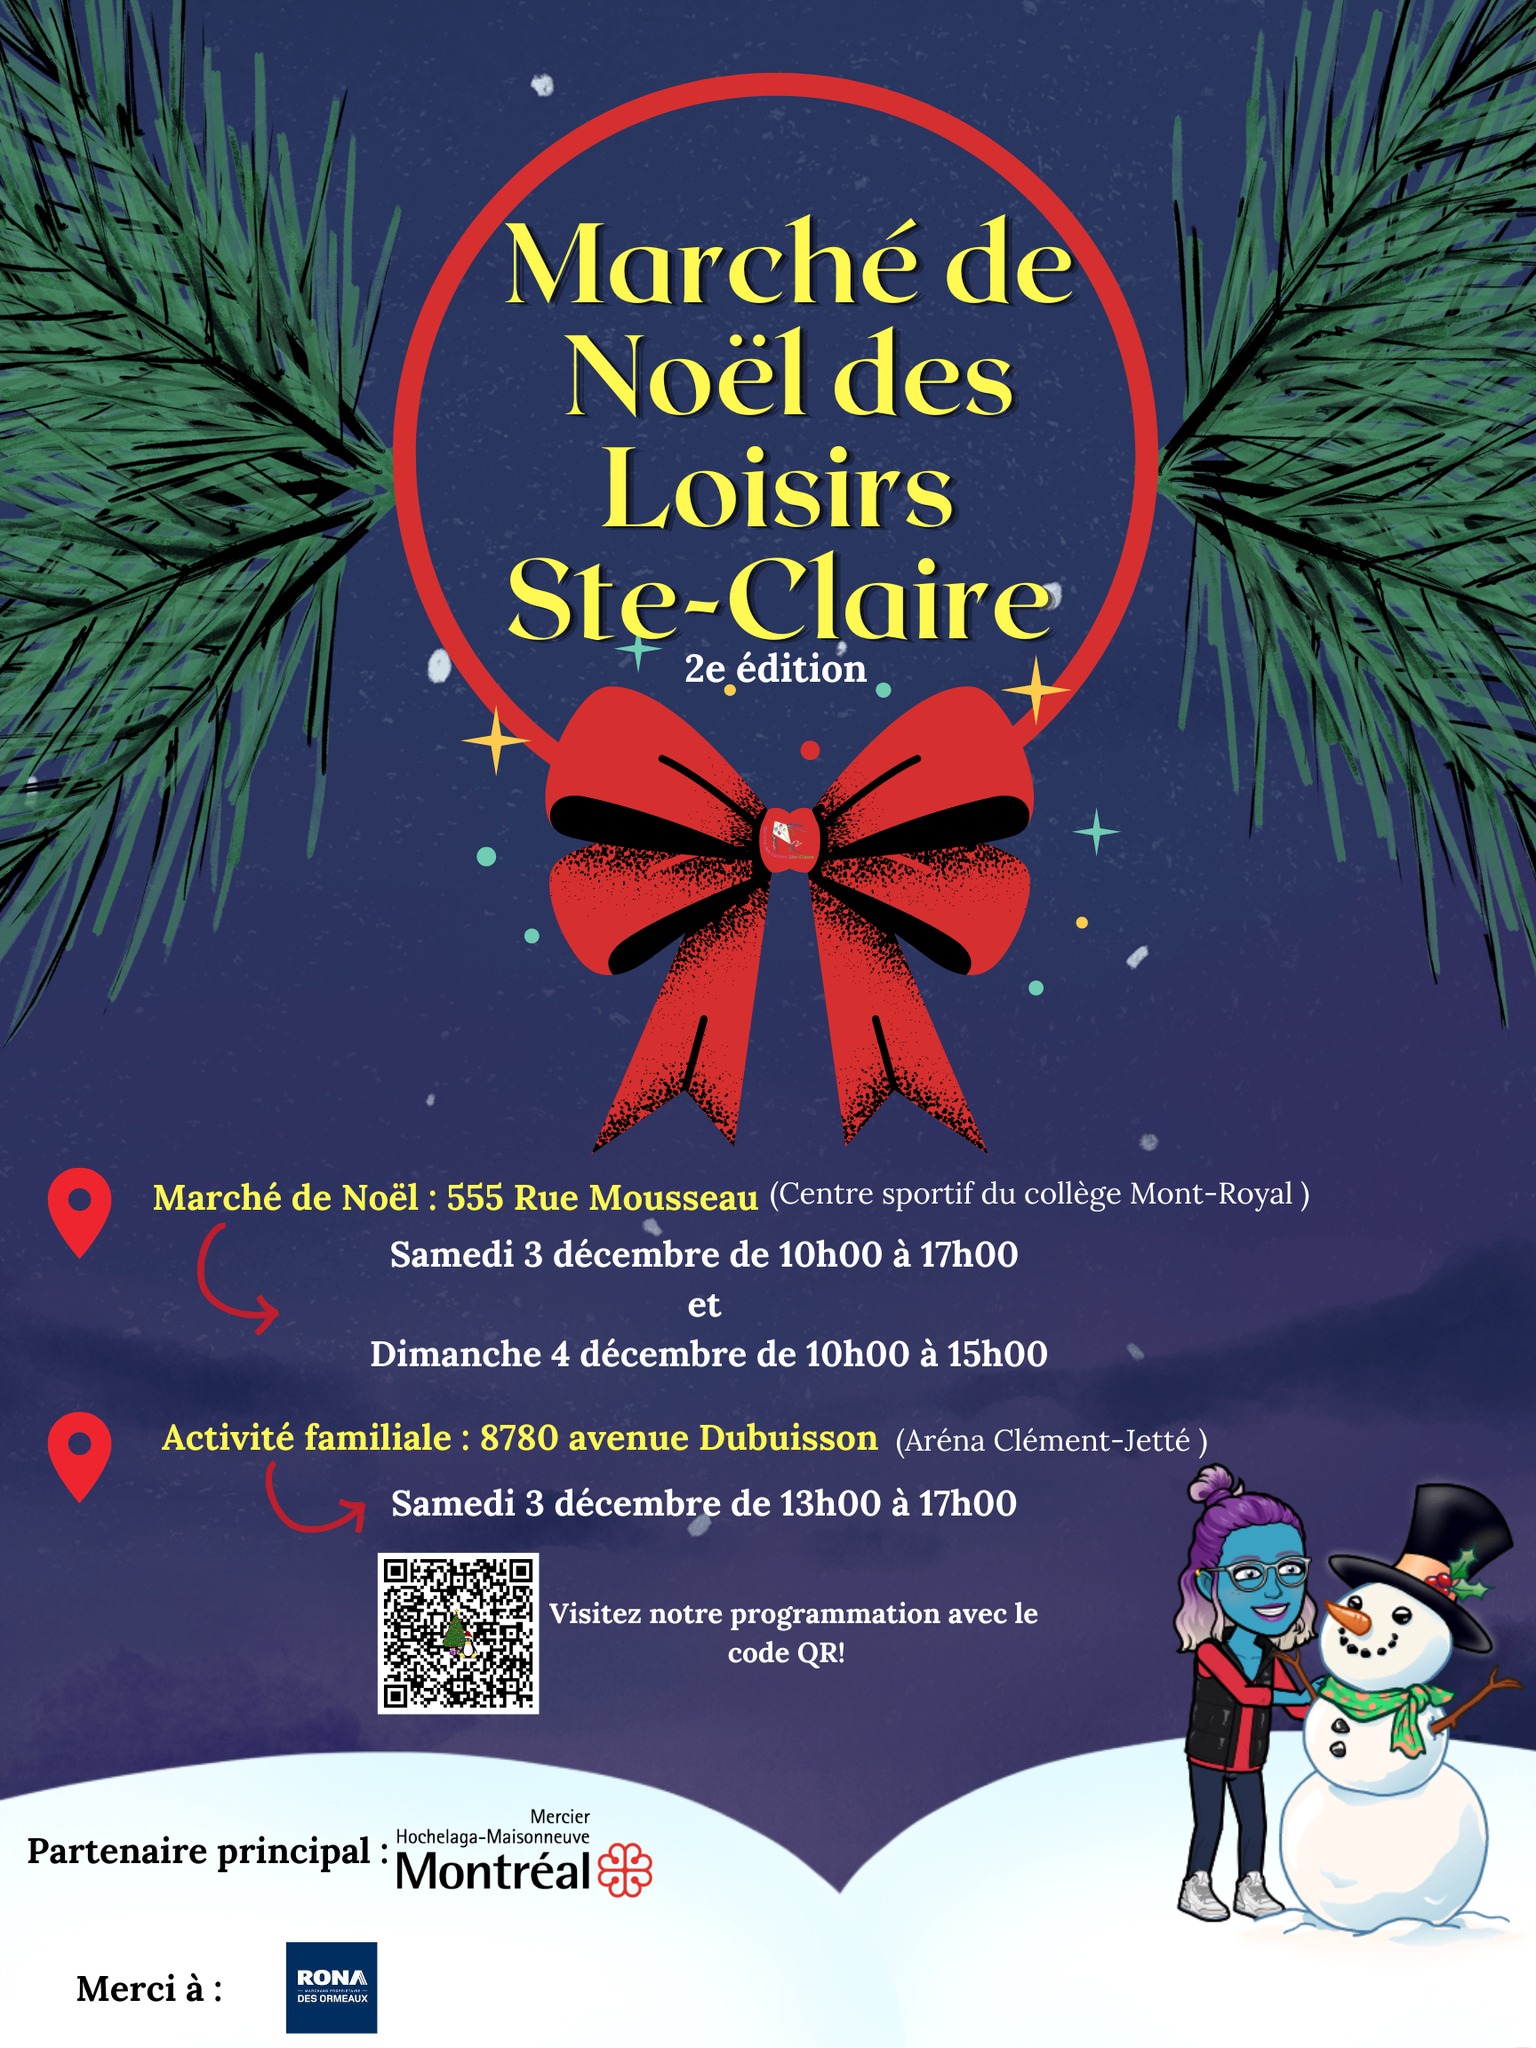 Marché de
Noël des
Loisirs
Ste-Claire
2e édition
Marché de Noël : 555 Rue Mousseau (Centre sportif du collège Mont-Royal )
Samedi 3 décembre de 10h00 à 17h00
et
Dimanche 4 décembre de 10h00 à 15h00
Activité familiale : 8780 avenue Dubuisson (Aréna Clément-Jetté )
Samedi 3 décembre de 13h00 à 17h00
Visitez notre programmation avec le
code QR!
Partenaire principal :
Mercier
Hochelaga-Maisonneuve
Montréal
Merci à :
RONA
MARCHAND PROPRIÉTAIRE
DES ORMEAUX